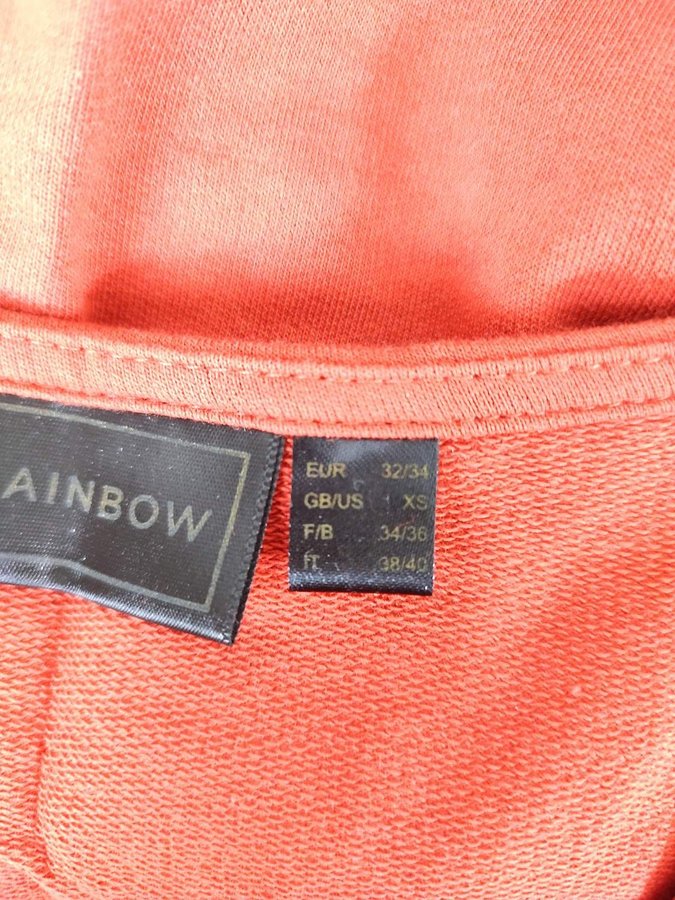 AINBOW
EUR 32/34
GB/US XS
F/B 34/36
IT 38/40